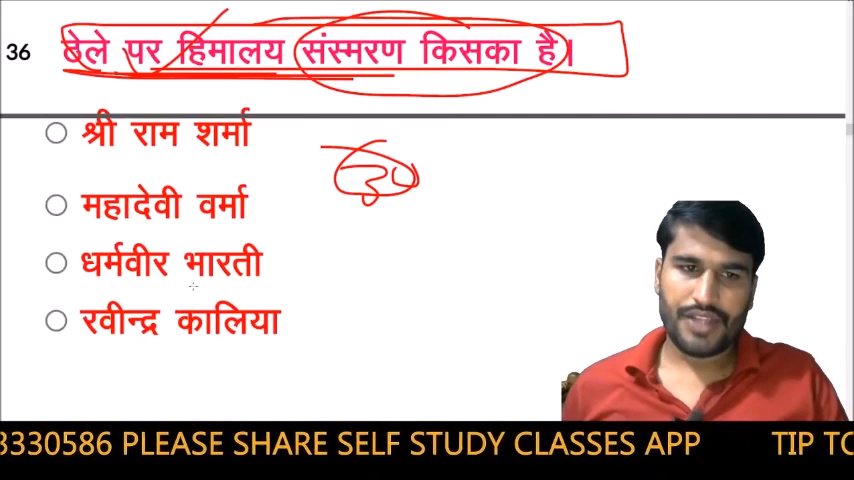 36 ठेले पर हिमालय संस्मरण किसका है।
श्री राम शर्मा
महादेवी वर्मा
धर्मवीर भारती
रवीन्द्र कालिया
3330586 PLEASE SHARE SELF STUDY CLASSES APP TIP TO